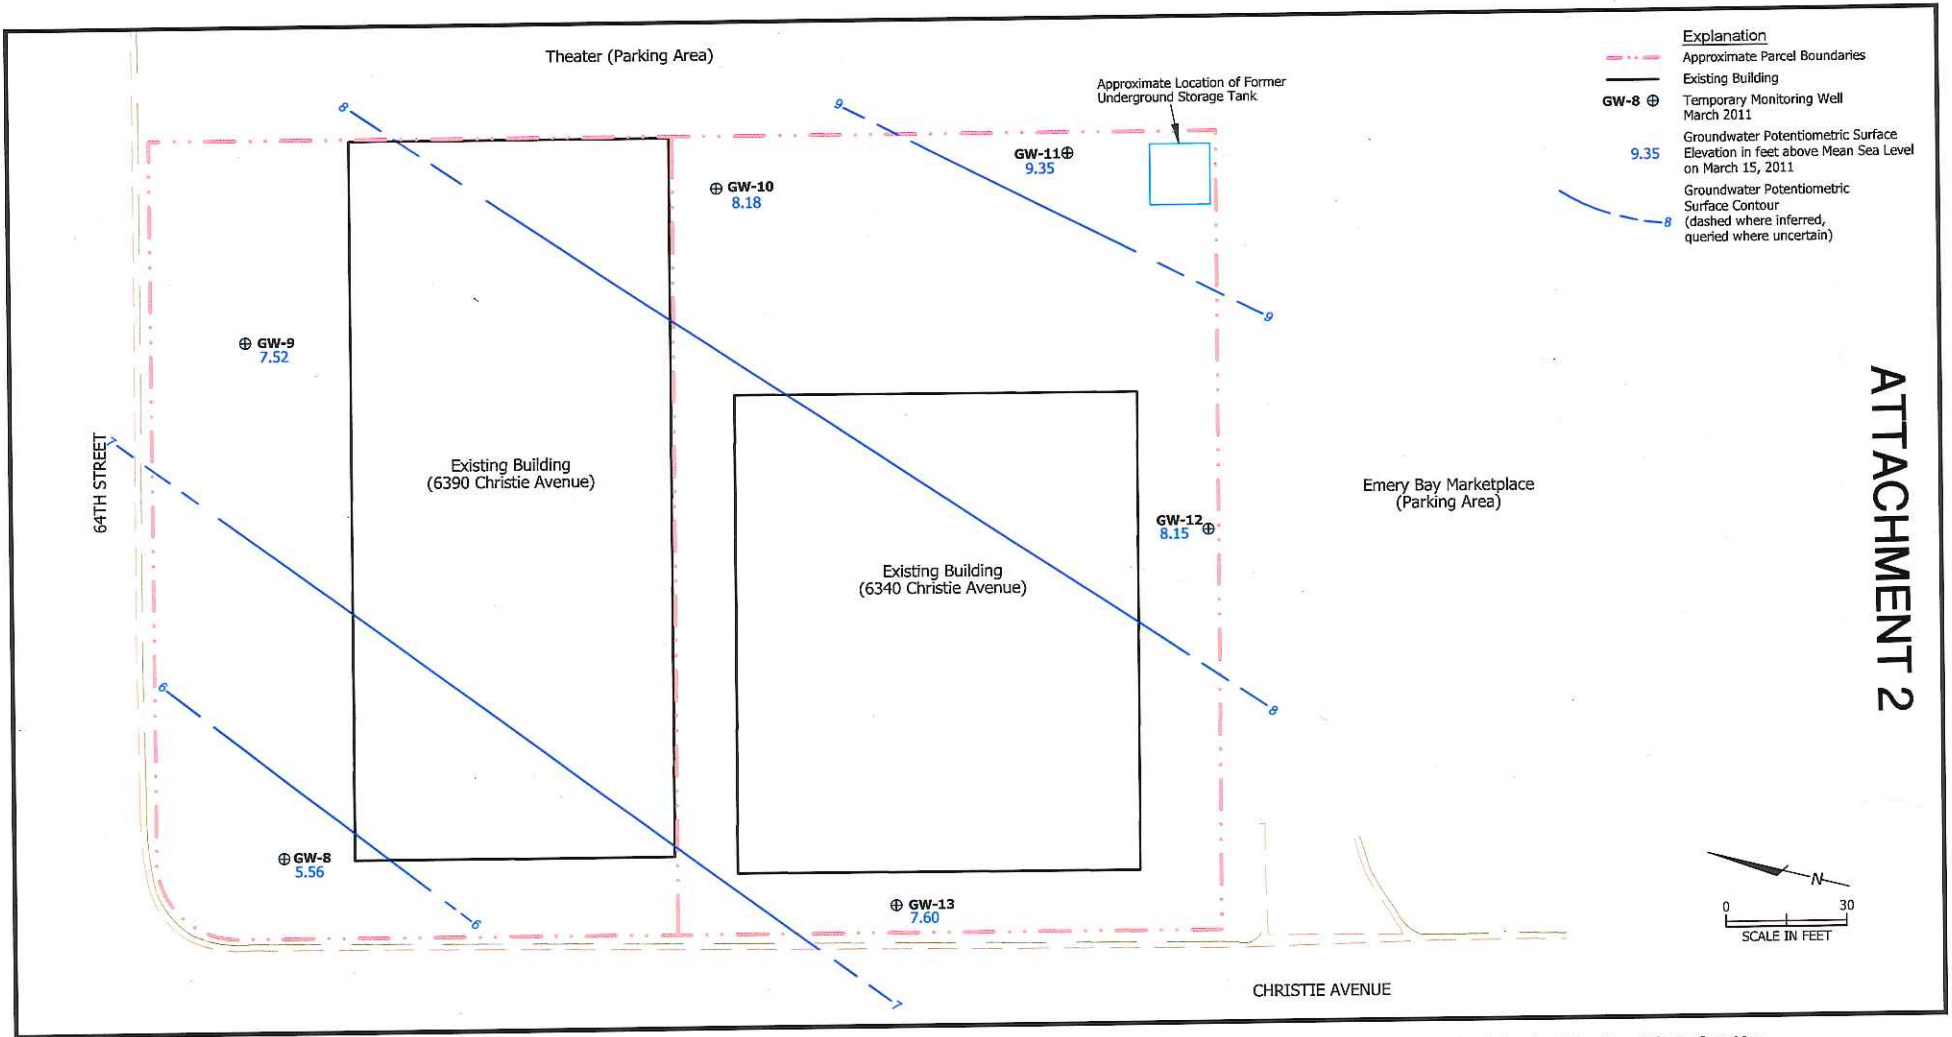 Theater (Parking Area)
Approximate Location of Former
Underground Storage Tank
Explanation
Approximate Parcel Boundaries
Existing Building
GW-8
Temporary Monitoring Well
March 2011
9.35
Groundwater Potentiometric Surface
Elevation in feet above Mean Sea Level
on March 15, 2011
8
Groundwater Potentiometric
Surface Contour
(dashed where inferred,
queried where uncertain)
8
9
GW-11
9.35
GW-10
8.18
9
GW-9
7.52
7
64TH STREET
Existing Building
(6390 Christie Avenue)
Emery Bay Marketplace
(Parking Area)
GW-12
8.15
Existing Building
(6340 Christie Avenue)
ATTACHMENT 2
6
8
GW-8
5.56
6
GW-13
7.60
7
N
0 30
SCALE IN FEET
CHRISTIE AVENUE